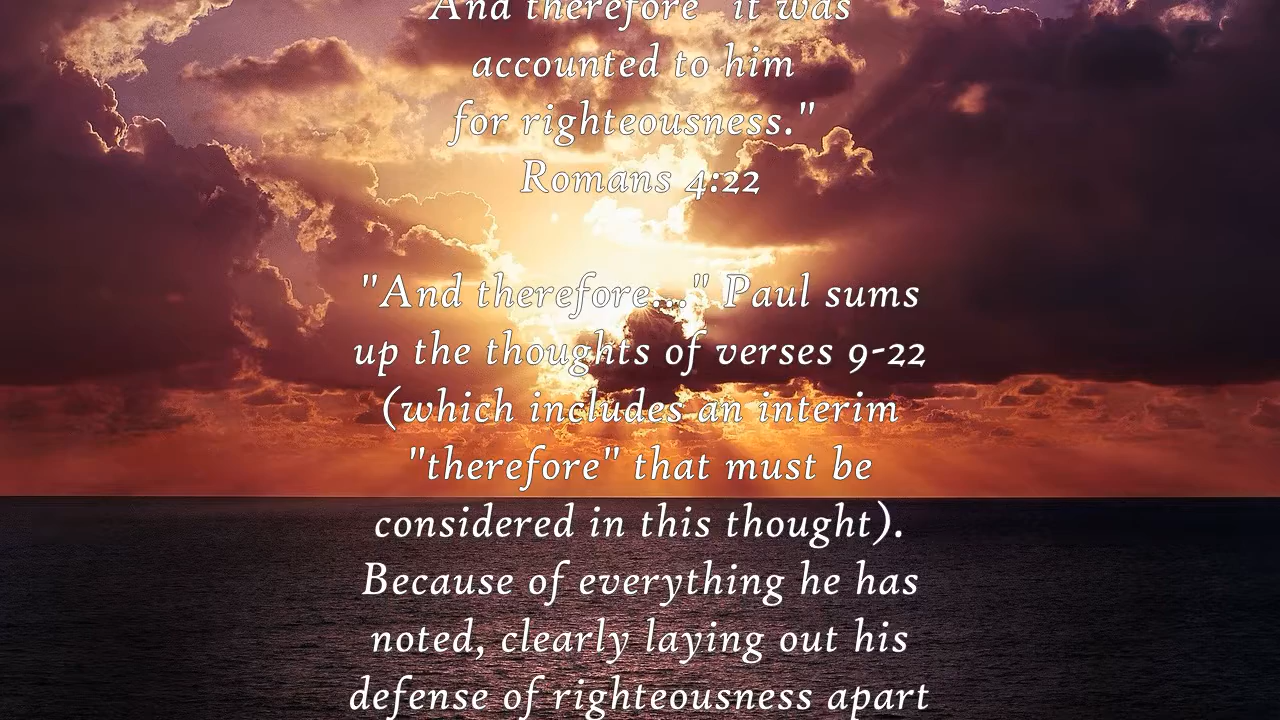 And therefore "it was
accounted to him
for righteousness."
Romans 4:22
"And therefore..." Paul sums
up the thoughts of verses 9-22
(which includes an interim
"therefore" that must be
considered in this thought).
Because of everything he has
noted, clearly laying out his
defense of righteousness apart